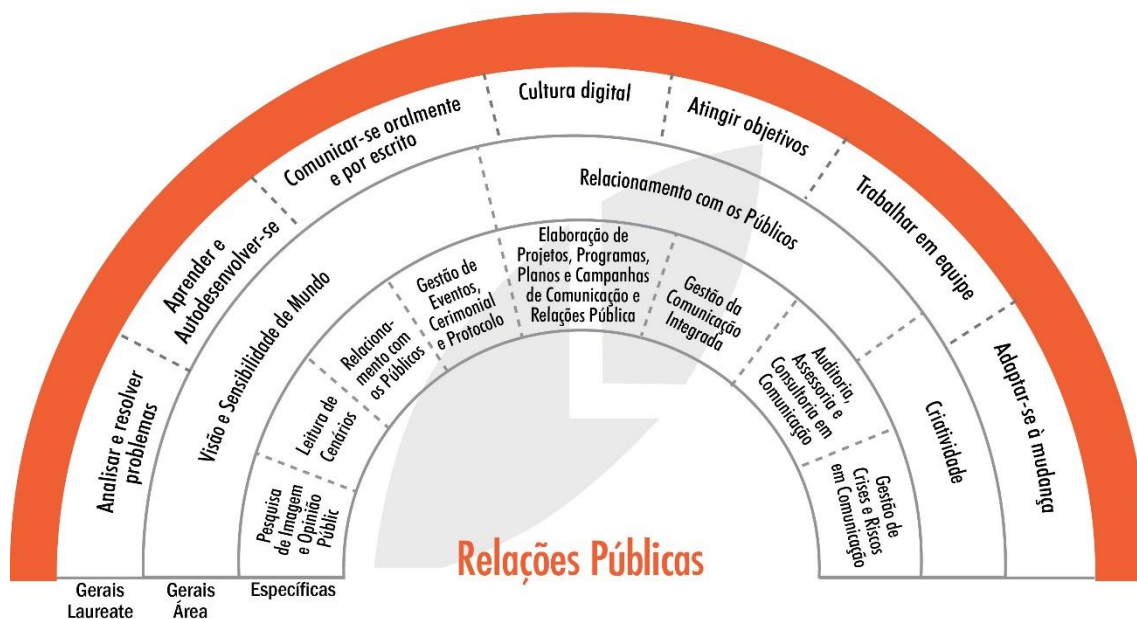 Analisar e resolver
problemas
Aprender e
Autodesenvolver-se
Comunicar-se oralmente
e por escrito
Cultura digital
Atingir objetivos
Trabalhar em equipe
Adaptar-se à mudança
Visão e Sensibilidade de Mundo
Relacionamento com os Públicos
Criatividade
Pesquisa
de Imagem
e Opinião
Públic
Leitura de
Cenários
Relaciona-
mento com
os Públicos
Gestão de
Eventos,
Cerimonial
e Protocolo
Elaboração de
Projetos, Programas,
Planos e Campanhas
de Comunicação e
Relações Pública
Gestão da
Comunicação
Integrada
Auditoria,
Assessoria e
Consultoria em
Comunicação
Gestão de
Crises e Riscos
em Comunicação
Relações Públicas
Gerais
Laureate
Gerais
Área
Específicas